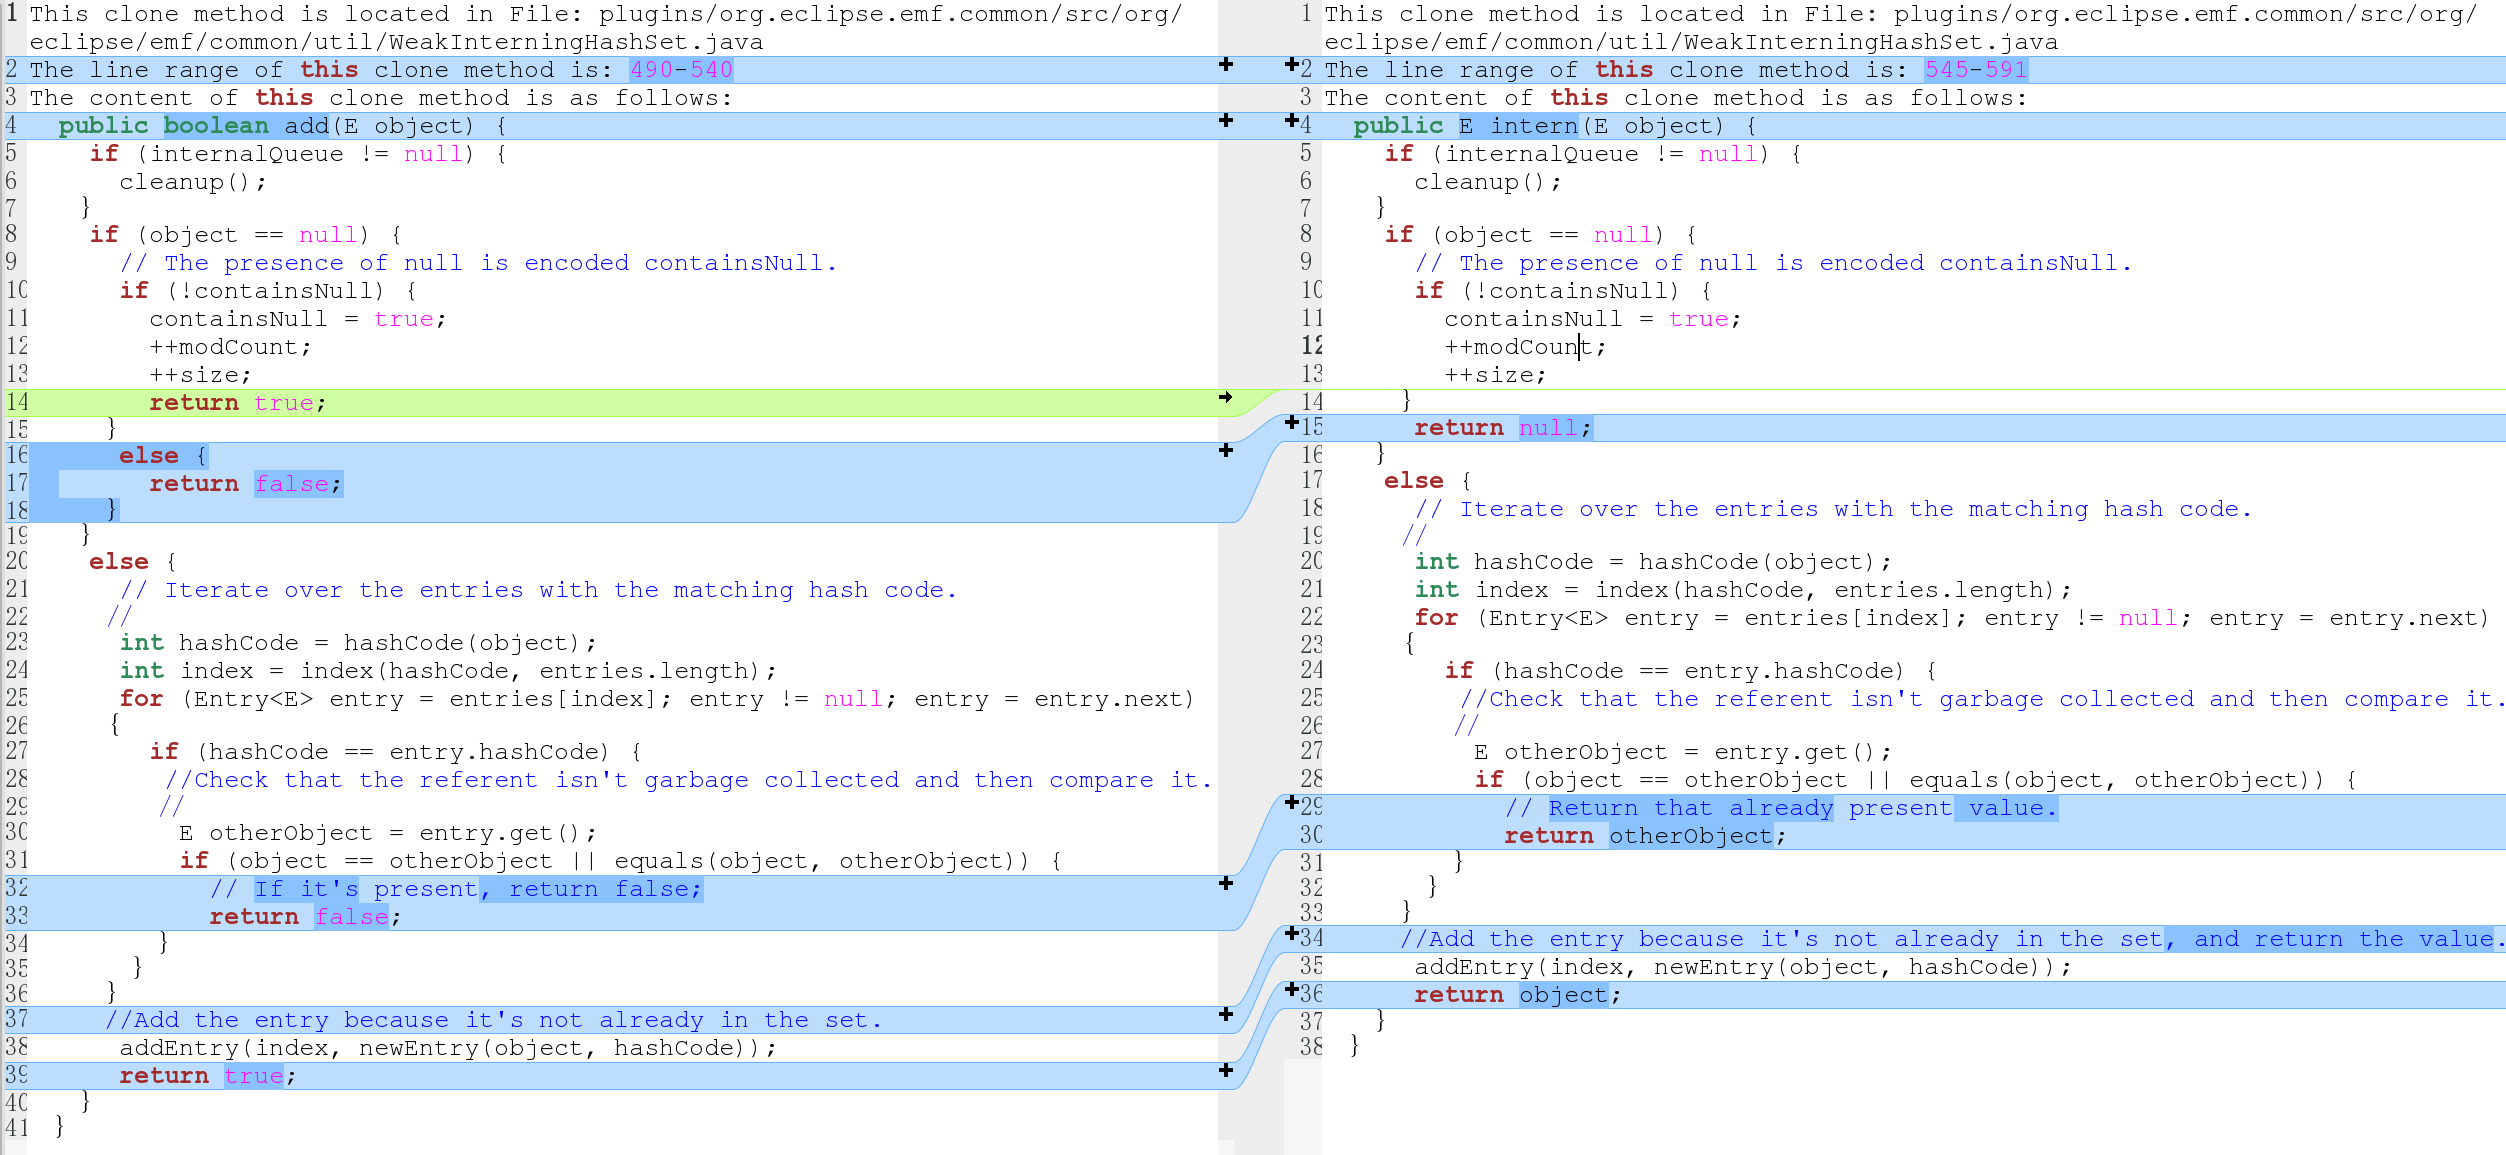 1 This clone method is located in File: plugins/org.eclipse.emf.common/src/org/
eclipse/emf/common/util/WeakInterningHashSet.java
2 The line range of this clone method is: 490-540
3 The content of this clone method is as follows:
4 public boolean add(E object) {
5 if (internalQueue != null) {
6 cleanup();
7 }
8 if (object == null) {
9 // The presence of null is encoded containsNull.
10 if (!containsNull) {
11 containsNull = true;
12 ++modCount;
13 ++size;
14 return true;
15 }
16 else {
17 return false;
18 }
19 }
20 else {
21 // Iterate over the entries with the matching hash code.
22 //
23 int hashCode = hashCode(object);
24 int index = index(hashCode, entries.length);
25 for (Entry<E> entry = entries[index]; entry != null; entry = entry.next)
26 {
27 if (hashCode == entry.hashCode) {
28 //Check that the referent isn't garbage collected and then compare it.
29 //
30 E otherObject = entry.get();
31 if (object == otherObject || equals(object, otherObject)) {
32 // If it's present, return false;
33 return false;
34 }
35 }
36 }
37 //Add the entry because it's not already in the set.
38 addEntry(index, newEntry(object, hashCode));
39 return true;
40 }
41 }
1 This clone method is located in File: plugins/org.eclipse.emf.common/src/org/
eclipse/emf/common/util/WeakInterningHashSet.java
2 The line range of this clone method is: 545-591
3 The content of this clone method is as follows:
4 public E intern(E object) {
5 if (internalQueue != null) {
6 cleanup();
7 }
8 if (object == null) {
9 // The presence of null is encoded containsNull.
10 if (!containsNull) {
11 containsNull = true;
12 ++modCount;
13 ++size;
14 }
15 return null;
16 }
17 else {
18 // Iterate over the entries with the matching hash code.
19 //
20 int hashCode = hashCode(object);
21 int index = index(hashCode, entries.length);
22 for (Entry<E> entry = entries[index]; entry != null; entry = entry.next)
23 {
24 if (hashCode == entry.hashCode) {
25 //Check that the referent isn't garbage collected and then compare it.
26 //
27 E otherObject = entry.get();
28 if (object == otherObject || equals(object, otherObject)) {
29 // Return that already present value.
30 return otherObject;
31 }
32 }
33 }
34 //Add the entry because it's not already in the set, and return the value.
35 addEntry(index, newEntry(object, hashCode));
36 return object;
37 }
38 }